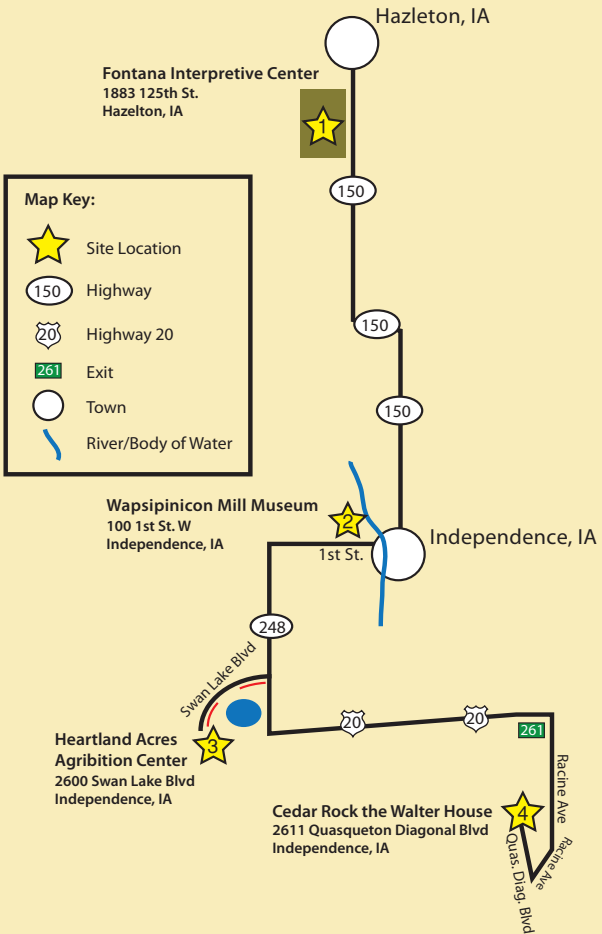 Hazleton, IA
Fontana Interpretive Center
1883 125th St.
Hazelton, IA
1
150
Map Key:
Site Location
150 Highway
20 Highway 20
261 Exit
Town
River/Body of Water
150
150
Wapsipinicon Mill Museum
100 1st St. W
Independence, IA
2
1st St.
Independence, IA
248
Swan Lake Blvd
3
Heartland Acres
Agribition Center
2600 Swan Lake Blvd
Independence, IA
20
20
261
Racine Ave
Cedar Rock the Walter House
2611 Quasqueton Diagonal Blvd
Independence, IA
4
Racine Ave
Quas. Diag. Blvd